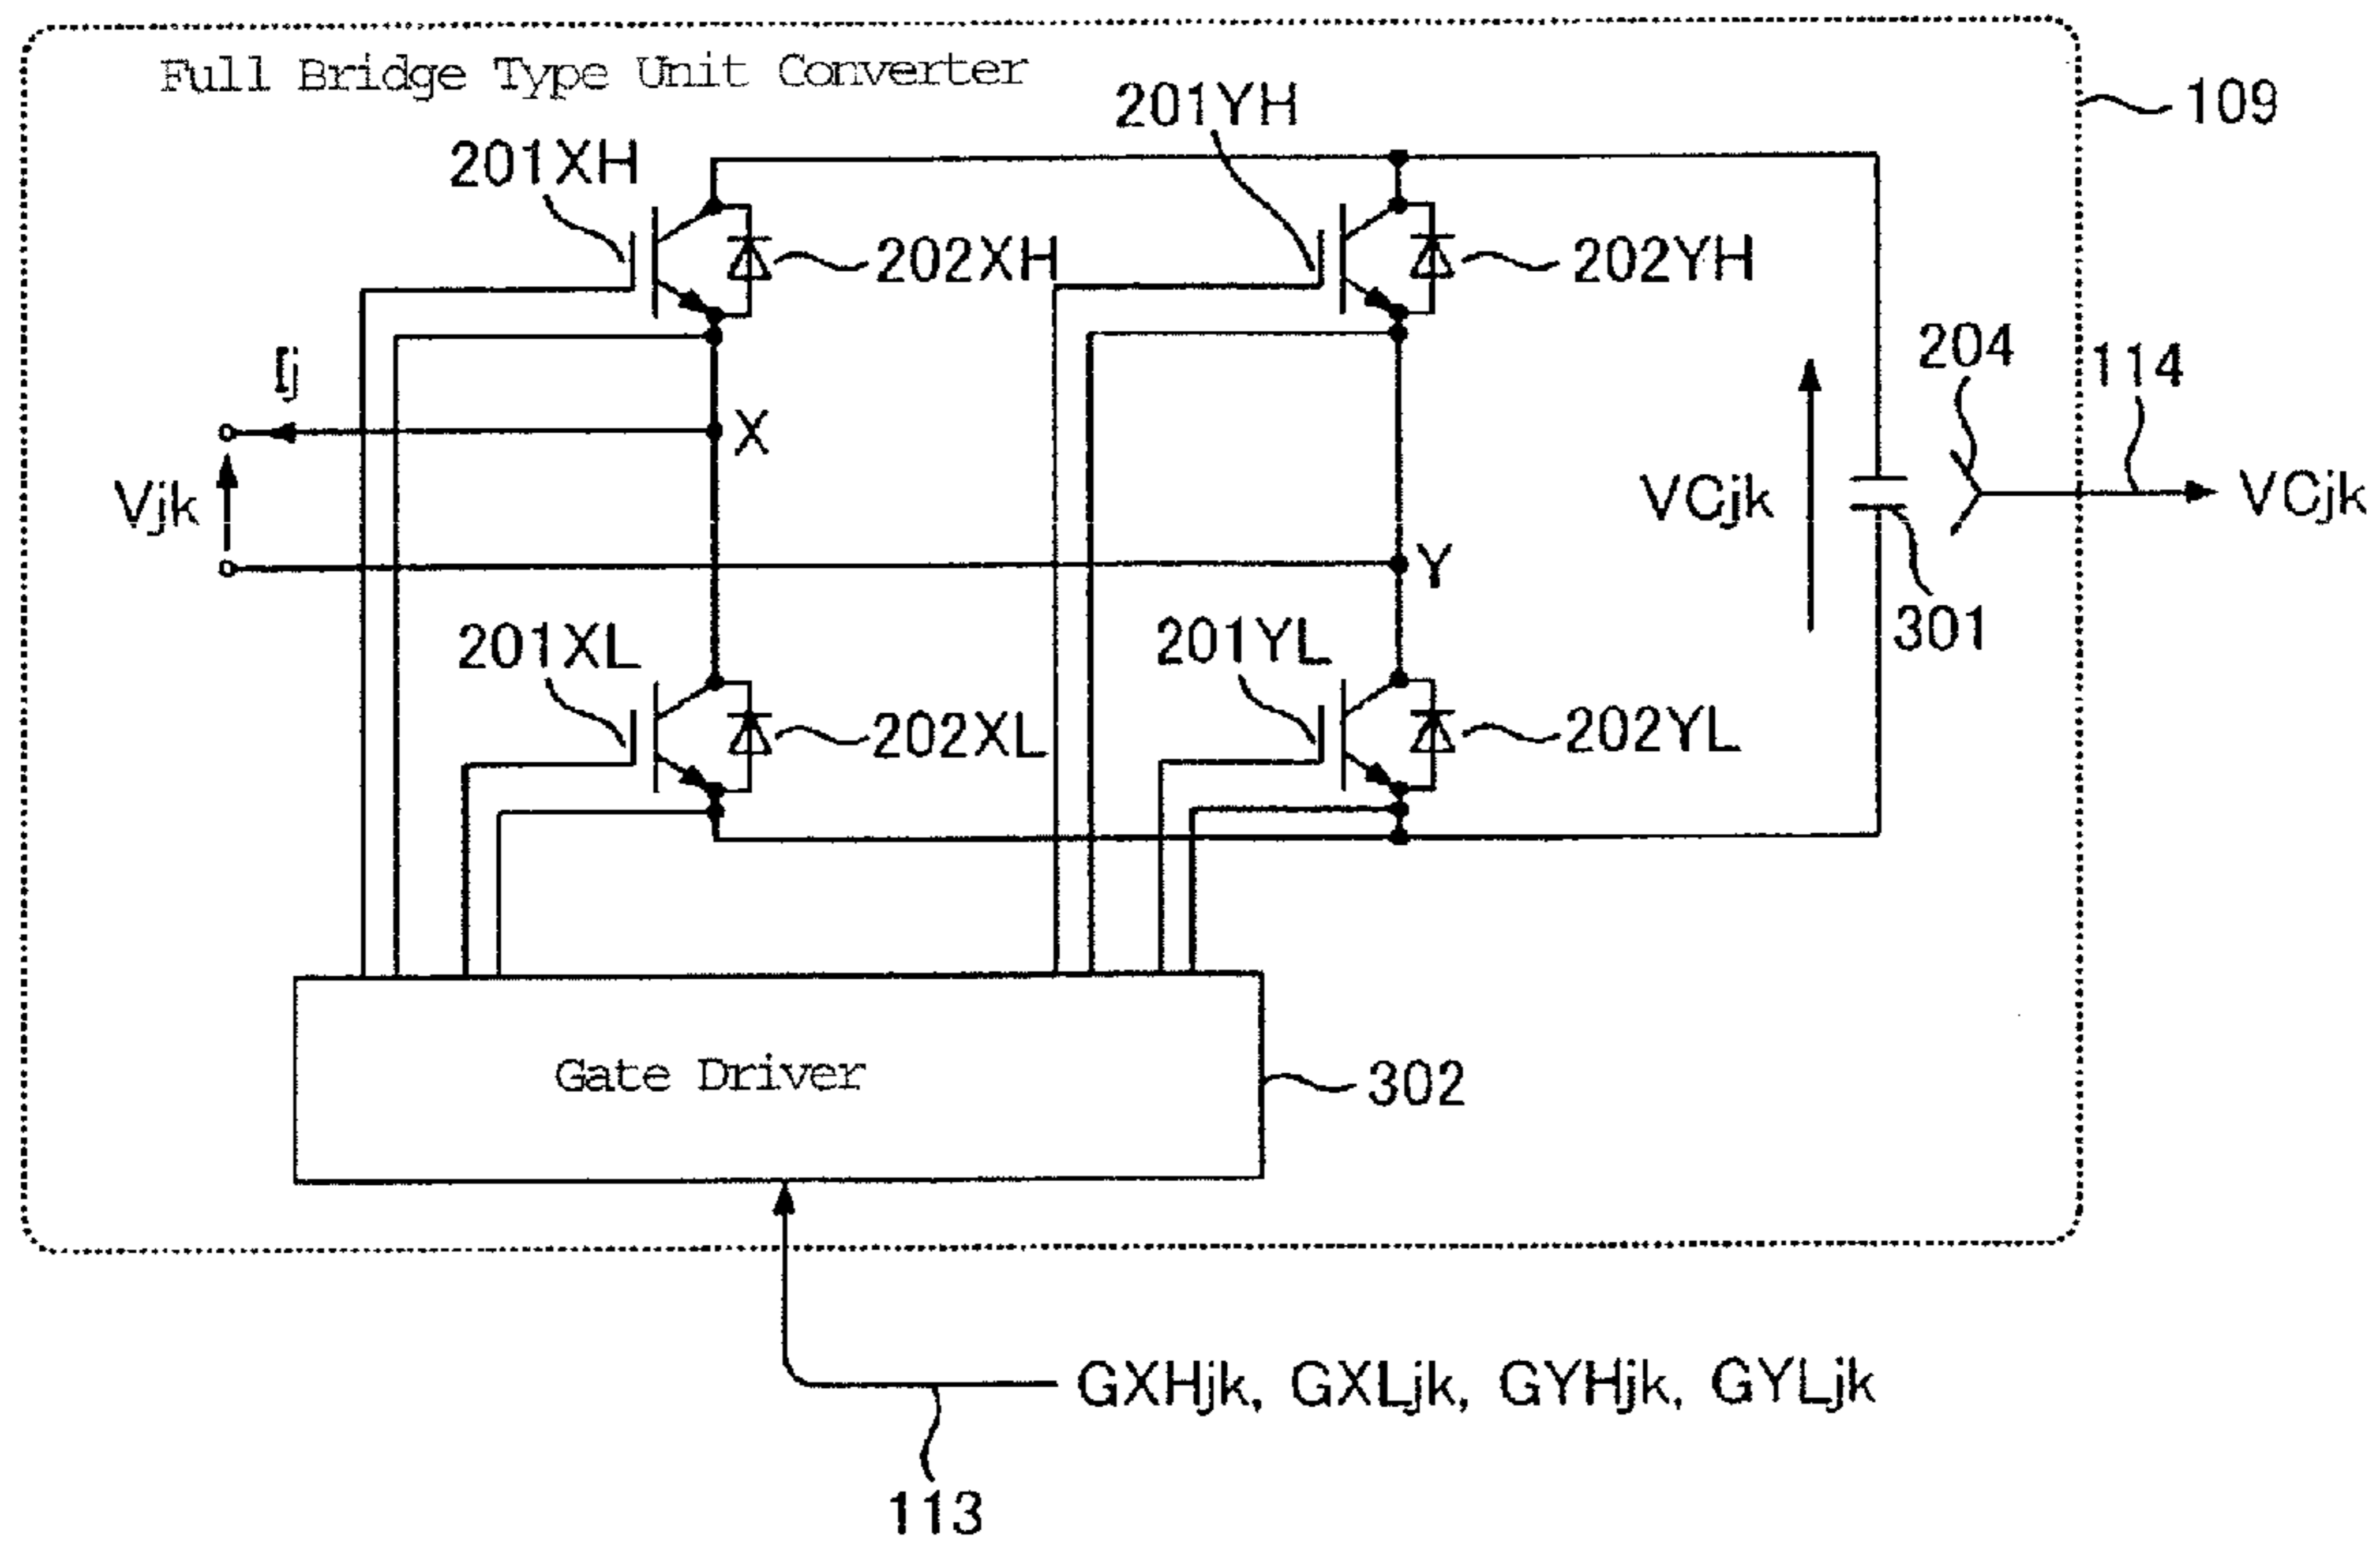 Full Bridge Type Unit Converter
201YH
109
201XH
202XH
202YH
Ij
204
114
X
Vjk
VCjk
VCjk
Y
301
201XL
201YL
202XL
202YL
Gate Driver
302
GXHjk, GXLjk, GYHjk, GYLjk
113